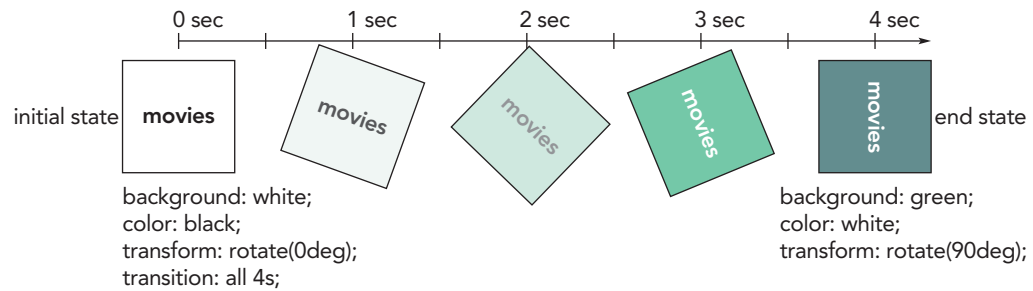 0 sec 1 sec 2 sec 3 sec 4 sec
initial state movies movies movies movies movies end state
background: white;
color: black;
transform: rotate(0deg);
transition: all 4s;
background: green;
color: white;
transform: rotate(90deg);